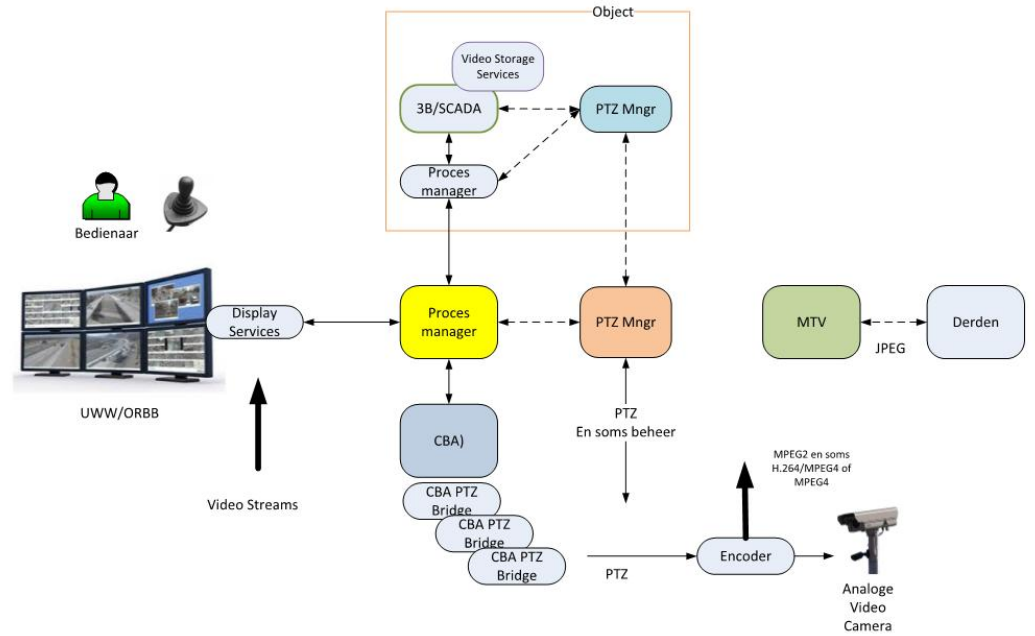 Object
Video Storage
Services
3B/SCADA
PTZ Mngr
Proces
manager
Bedienaar
Display
Services
Proces
manager
PTZ Mngr
MTV
JPEG
Derden
UWW/ORBB
CBA)
PTZ
En soms beheer
Video Streams
CBA PTZ
Bridge
CBA PTZ
Bridge
CBA PTZ
Bridge
PTZ
MPEG2 en soms
H.264/MPEG4 of
MPEG4
Encoder
Analoge
Video
Camera